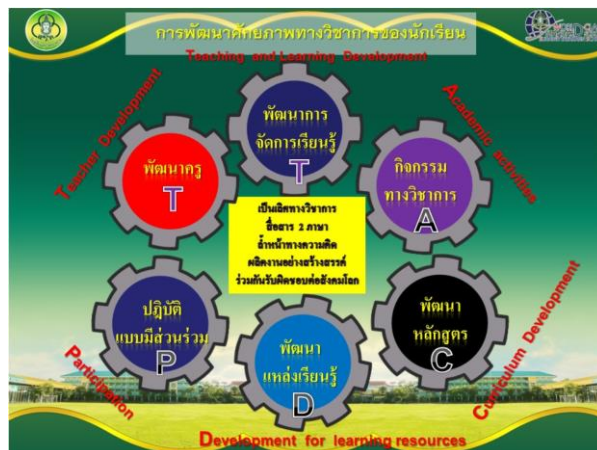 การพัฒนาศักยภาพทางวิชาการของนักเรียน
Teaching and Learning Development
พัฒนาการ
จัดการเรียนรู้
T
Academic activities
กิจกรรม
ทางวิชาการ
A
Curriculum Development
พัฒนา
หลักสูตร
C
พัฒนา
แหล่งเรียนรู้
D
Development for learning resources
ปฎิบัติ
แบบมีส่วนร่วม
P
Participation
Teacher Development
พัฒนาครู
T
เป็นเลิศทางวิชาการ
สื่อสาร 2 ภาษา
ล้ำหน้าทางความคิด
ผลิตงานอย่างสร้างสรรค์
ร่วมกันรับผิดชอบต่อสังคมโลก